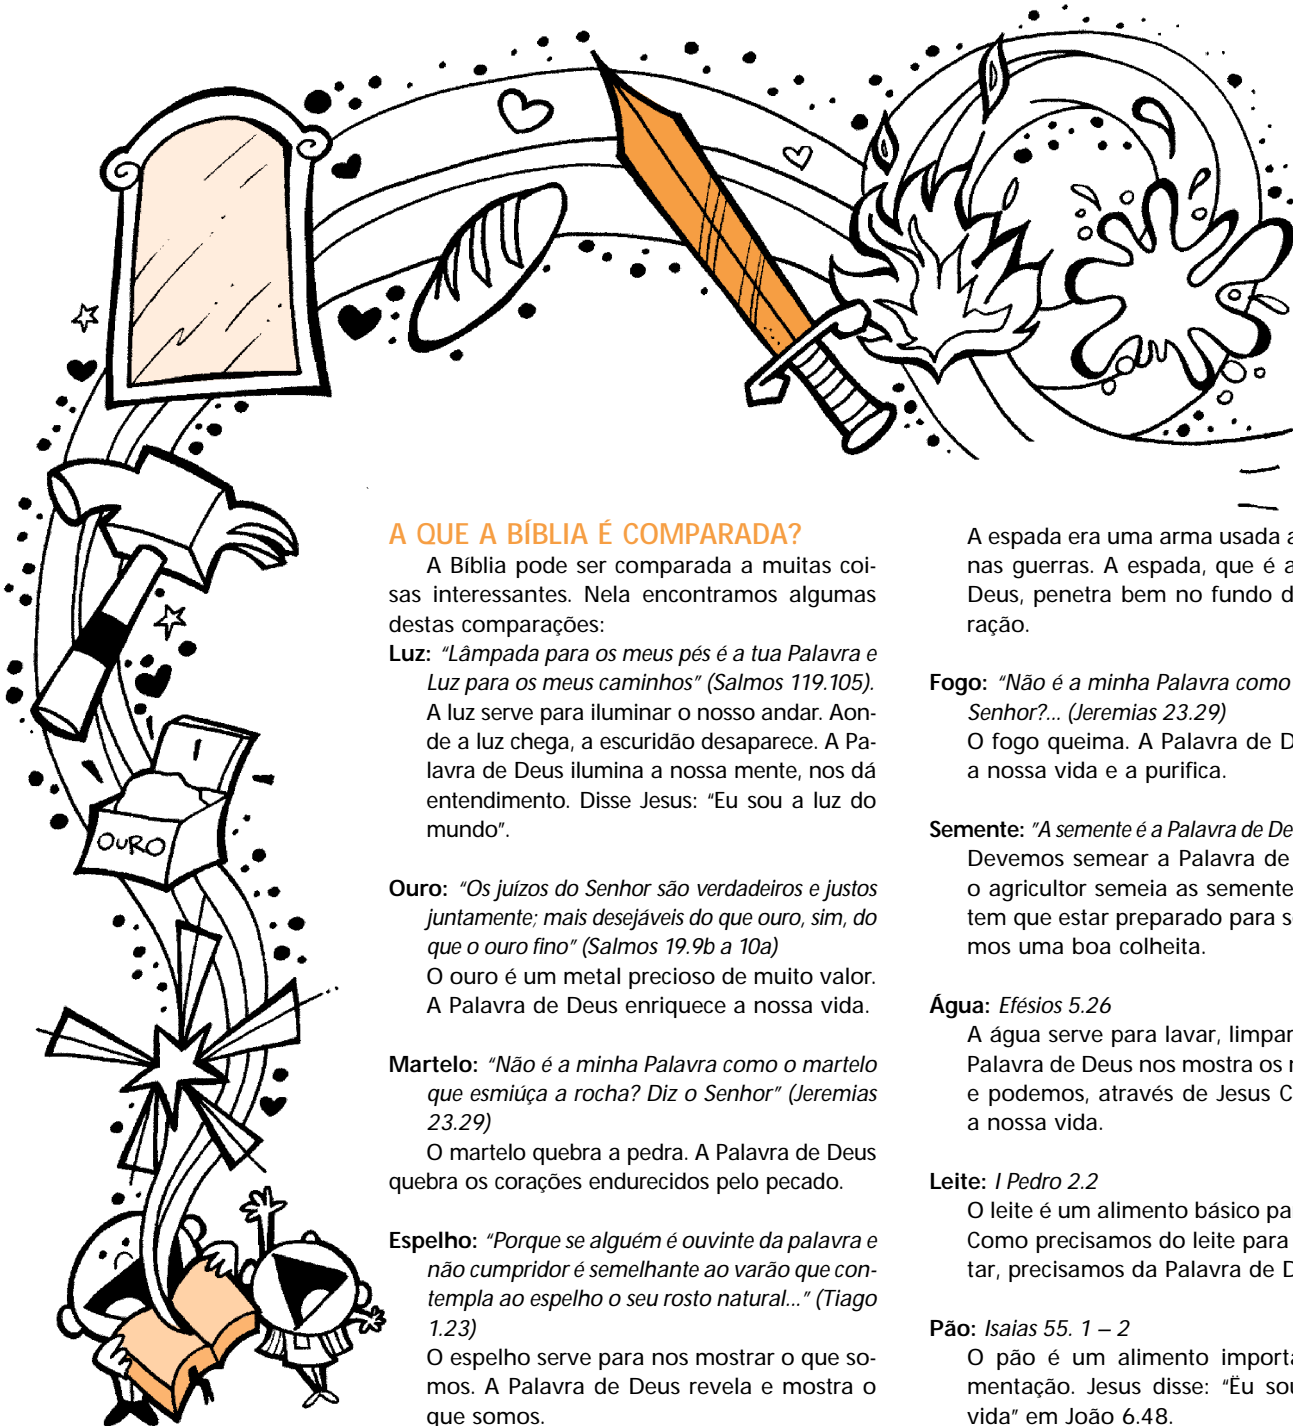 OURO
A QUE A BÍBLIA É COMPARADA?
A Bíblia pode ser comparada a muitas coi-
sas interessantes. Nela encontramos algumas
destas comparações:
Luz: "Lâmpada para os meus pés é a tua Palavra e
Luz para os meus caminhos" (Salmos 119.105).
A luz serve para iluminar o nosso andar. Aon-
de a luz chega, a escuridão desaparece. A Pa-
lavra de Deus ilumina a nossa mente, nos dá
entendimento. Disse Jesus: "Eu sou a luz do
mundo".
Ouro: "Os juízos do Senhor são verdadeiros e justos
juntamente; mais desejáveis do que ouro, sim, do
que o ouro fino" (Salmos 19.9b a 10a)
O ouro é um metal precioso de muito valor.
A Palavra de Deus enriquece a nossa vida.
Martelo: "Não é a minha Palavra como o martelo
que esmiúça a rocha? Diz o Senhor" (Jeremias
23.29)
O martelo quebra a pedra. A Palavra de Deus
quebra os corações endurecidos pelo pecado.
Espelho: "Porque se alguém é ouvinte da palavra e
não cumpridor é semelhante ao varão que con-
templa ao espelho o seu rosto natural..." (Tiago
1.23)
O espelho serve para nos mostrar o que so-
mos. A Palavra de Deus revela e mostra o
que somos.
A espada era uma arma usada
nas guerras. A espada, que é a
Deus, penetra bem no fundo
ração.
Fogo: "Não é a minha Palavra como
Senhor?... (Jeremias 23.29)
O fogo queima. A Palavra de
a nossa vida e a purifica.
Semente: "A semente é a Palavra de
Devemos semear a Palavra de
o agricultor semeia as
tem que estar preparado para
mos uma boa colheita.
Água: Efésios 5.26
A água serve para lavar, limpar
Palavra de Deus nos mostra os
e podemos, através de Jesus
a nossa vida.
Leite: I Pedro 2.2
O leite é um alimento básico
Como precisamos do leite para
tar, precisamos da Palavra de
Pão: Isaias 55. 1 – 2
O pão é um alimento
mentação. Jesus disse: "Ëu sou
vida" em João 6.48.